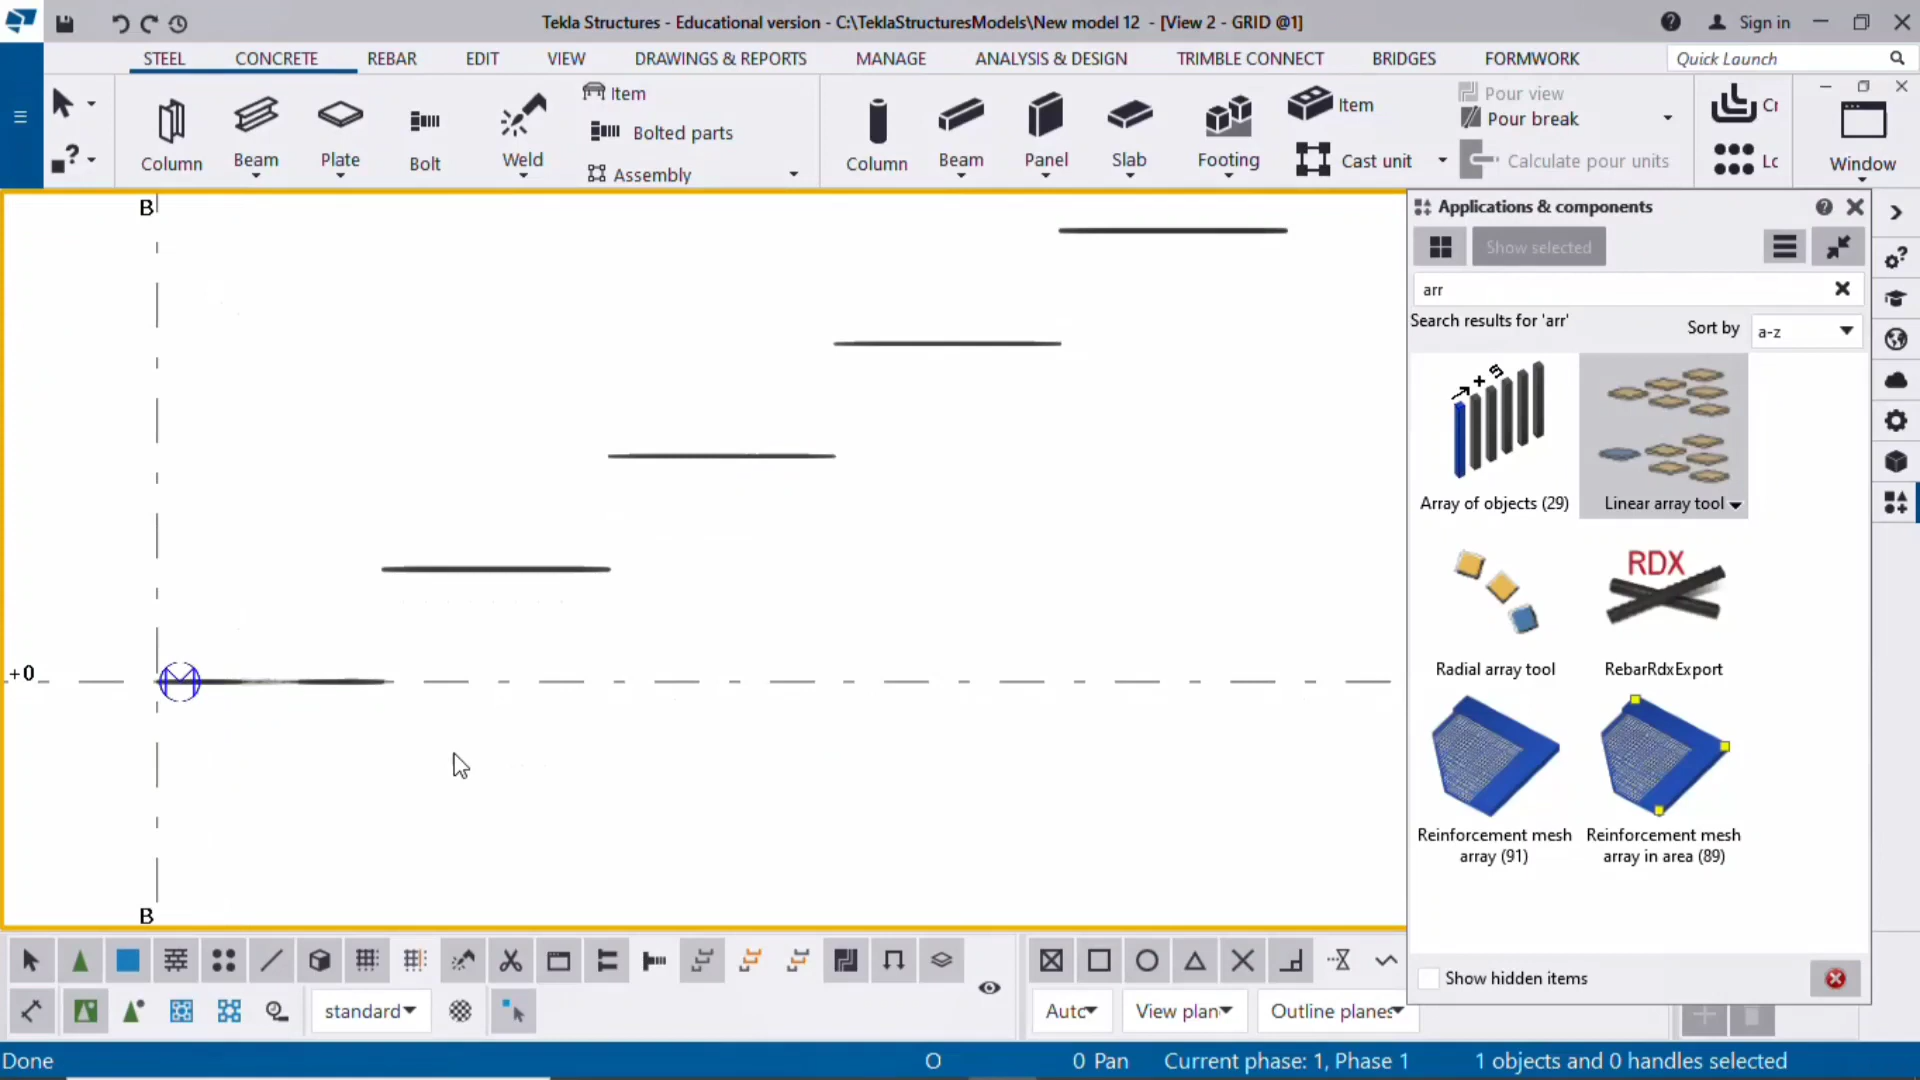 Tekla Structures - Educational version - C:\TeklaStructuresModels\New model 12 - [View 2 - GRID @1]
Sign in
STEEL CONCRETE REBAR EDIT VIEW DRAWINGS & REPORTS MANAGE ANALYSIS & DESIGN TRIMBLE CONNECT BRIDGES FORMWORK Quick Launch
Item
Bolted parts
Assembly
Column Beam Plate Bolt Weld
Column Beam Panel Slab Footing
Item
Cast unit
Pour view
Pour break
Calculate pour units
Cr
Lc
Window
B
+0
B
Applications & components
Show selected
arr
Search results for 'arr'
Sort by a-z
Array of objects (29) Linear array tool
RDX
Radial array tool RebarRdxExport
Reinforcement mesh array (91)
Reinforcement mesh array in area (89)
Show hidden items
standard
Auto View plan Outline planes
Done O 0 Pan Current phase: 1, Phase 1 1 objects and 0 handles selected